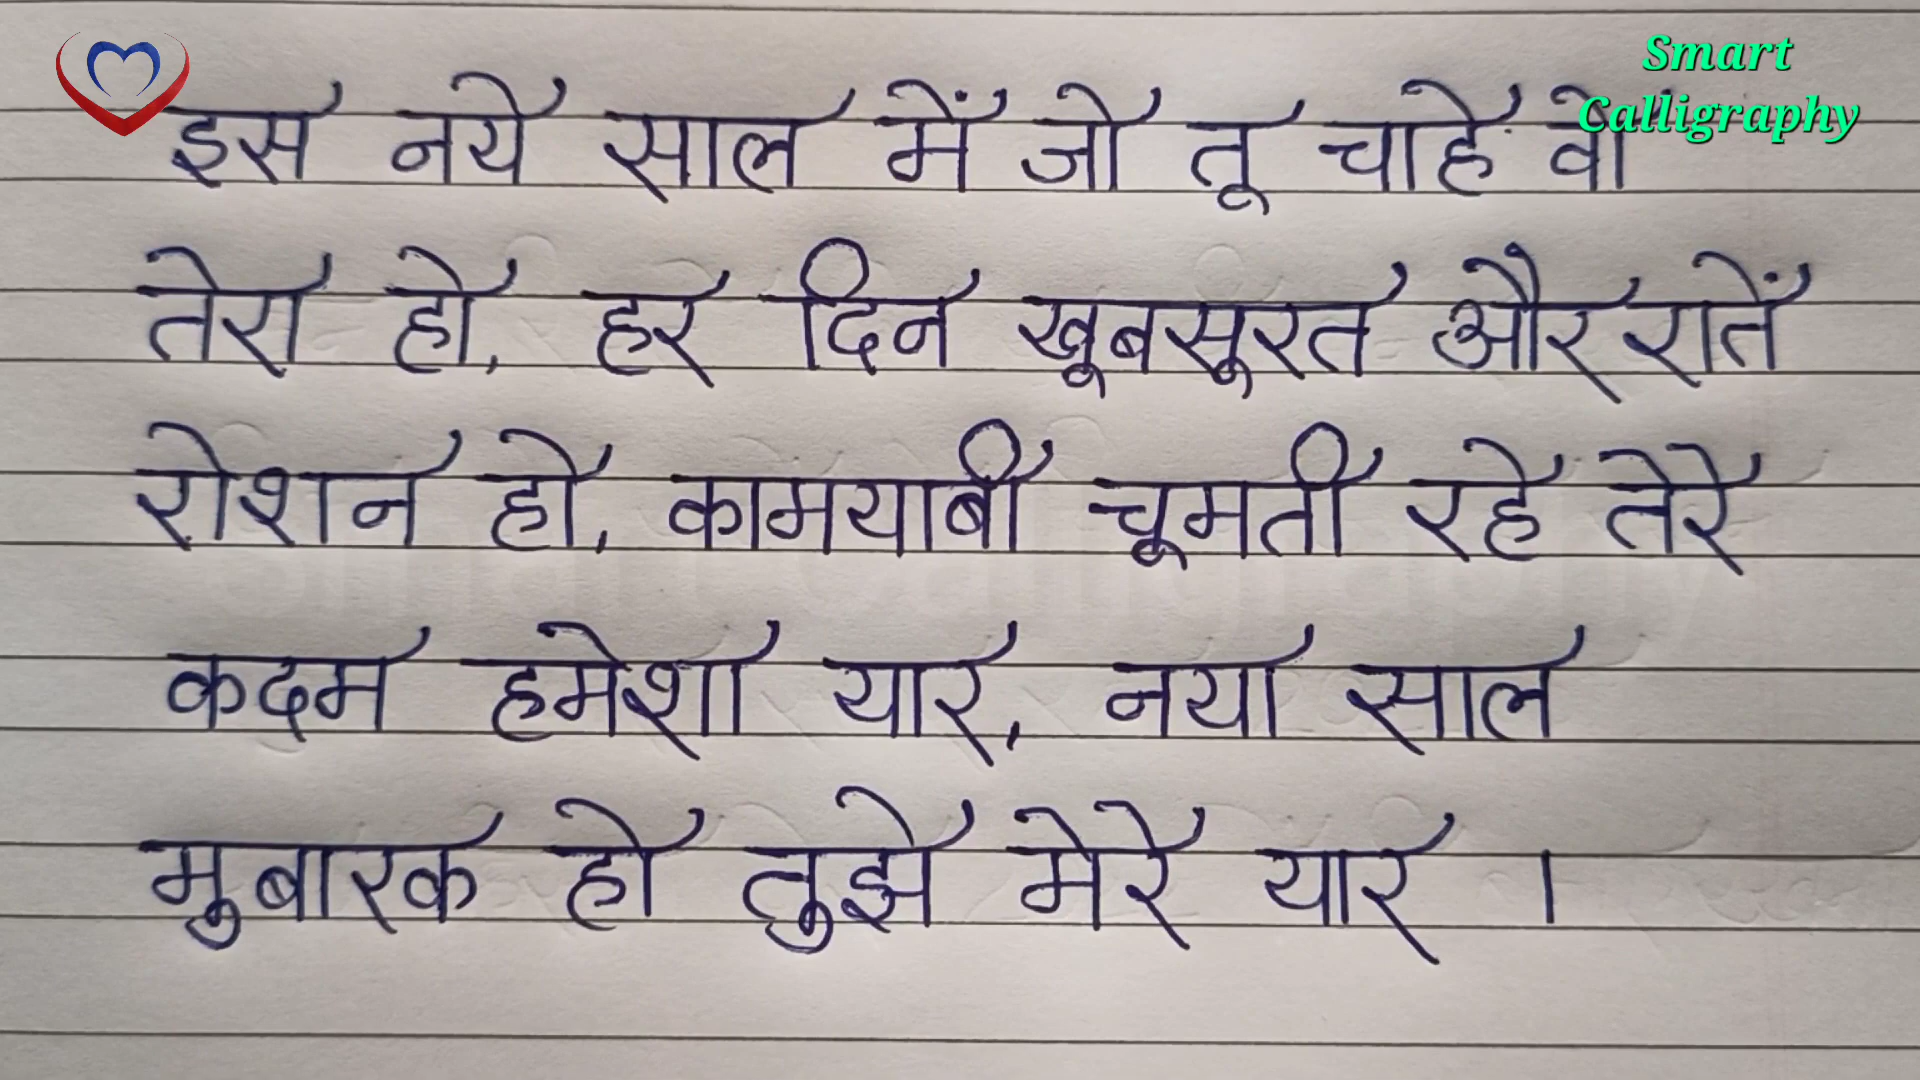 Smart
Calligraphy
इस नये साल में जो तू चाहे वो
तेरा हो, हर दिन खूबसूरत और रातें
रोशन हो, कामयाबी चूमती रहे तेरे
कदम हमेशा यार, नया साल
मुबारक हो तुझे मेरे यार ।